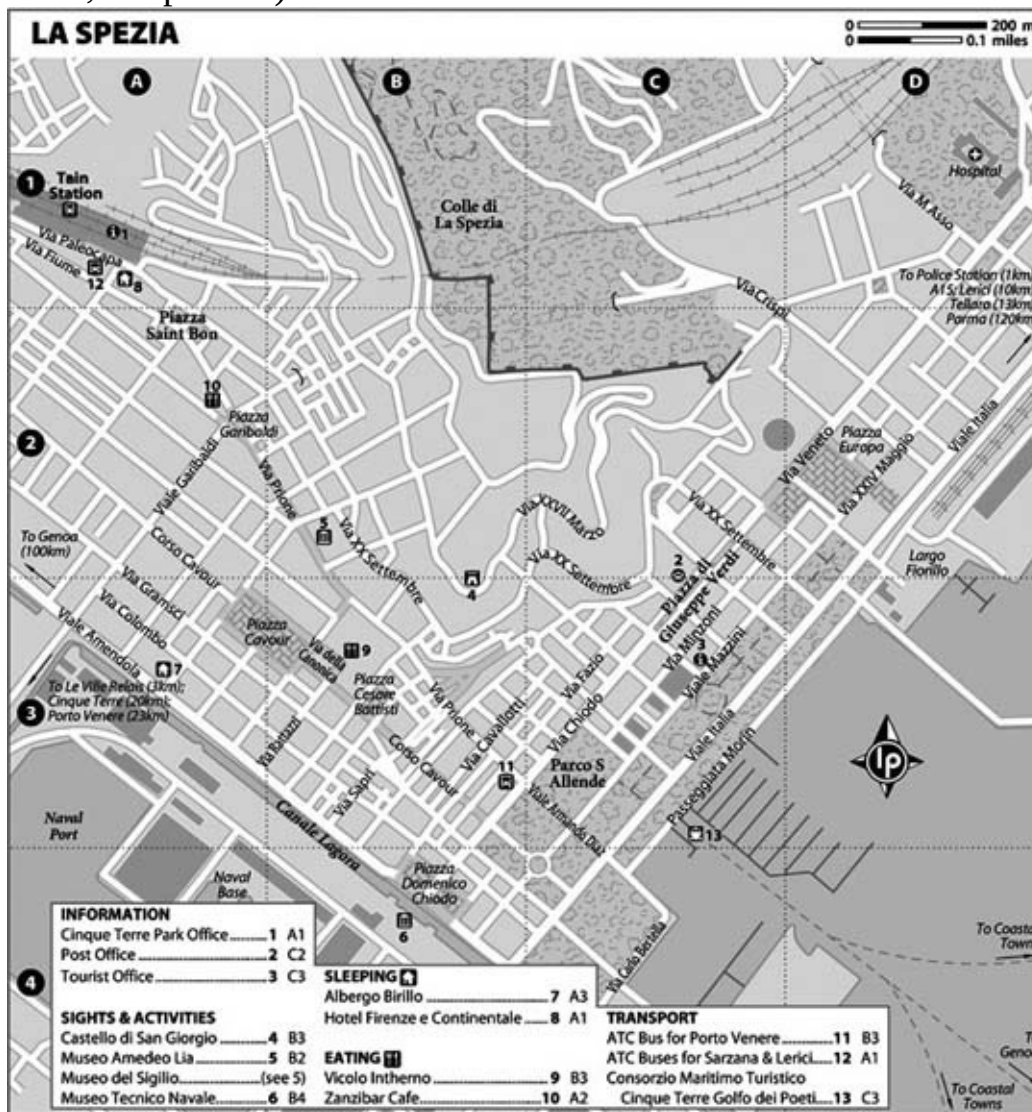 LA SPEZIA
0 200 m
0 0.1 miles
A B C D
1
Tain
Station
1
Via Paleocapa
Via Fiume
12
8
Piazza
Saint Bon
Colle di
La Spezia
Hospital
Via M Asso
Via Crispi
To Police Station (1km)
A15; Lerici (10km)
Tellaro (13km)
Parma (120km)
2
10
Piazza
Garibaldi
Viale Garibaldi
Via Prione
5
Via XX Settembre
To Genoa
(100km)
Corso Cavour
Via Gramsci
Via Colombo
Viale Amendola
4
Via XXVII Marzo
Via XX Settembre
2
Piazza di
Giuseppe Verdi
Via XX Settembre
Via Veneto
Piazza
Europa
Via XXIV Maggio
Viale Italia
Largo
Fiorillo
3
7
To Le Ville Relais (3km);
Cinque Terre (20km);
Porto Venere (23km)
Piazza
Cavour
Via della
Canonica
9
Piazza
Cesare
Battisti
Via Rattazzi
Via Sapri
Corso Cavour
Via Prione
Via Cavallotti
11
Via Fazio
Via Chiodo
Via Minzoni
3
Viale Mazzini
Parco S
Allende
Viale Armando Diaz
Viale Italia
Passeggiata Morin
13
lp
Naval
Port
Canale Lagora
Naval
Base
Piazza
Domenico
Chiodo
6
Via Carlo Bertella
To Coastal
Towns
To Coastal
Towns
4
INFORMATION
Cinque Terre Park Office 1 A1
Post Office 2 C2
Tourist Office 3 C3
SIGHTS & ACTIVITIES
Castello di San Giorgio 4 B3
Museo Amedeo Lia 5 B2
Museo del Sigilio (see 5)
Museo Tecnico Navale 6 B4
SLEEPING
Albergo Birillo 7 A3
Hotel Firenze e Continentale 8 A1
EATING
Vicolo Intherno 9 B3
Zanzibar Cafe 10 A2
TRANSPORT
ATC Bus for Porto Venere 11 B3
ATC Buses for Sarzana & Lerici 12 A1
Consorzio Maritimo Turistico
Cinque Terre Golfo dei Poeti 13 C3